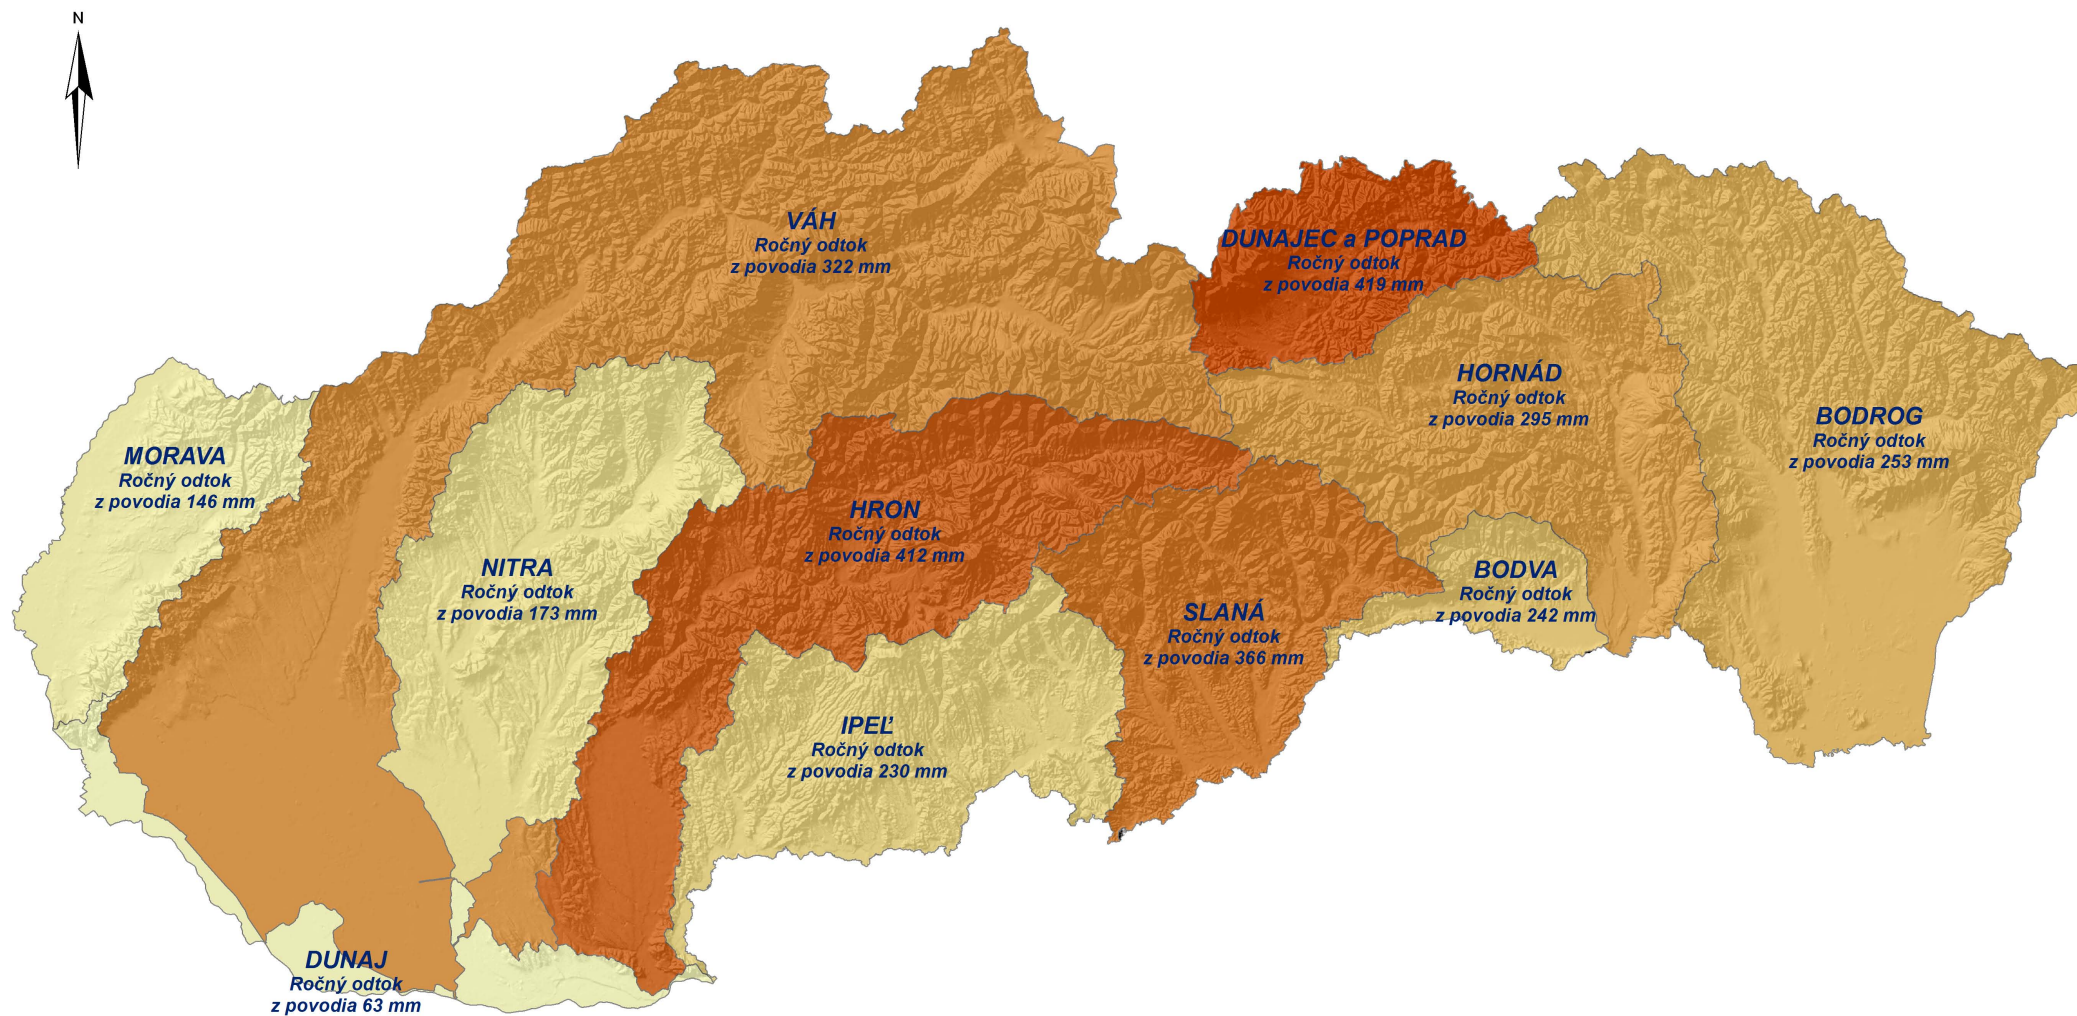 N
VÁH
Ročný odtok
z povodia 322 mm
DUNAJEC a POPRAD
Ročný odtok
z povodia 419 mm
HORNÁD
Ročný odtok
z povodia 295 mm
BODROG
Ročný odtok
z povodia 253 mm
MORAVA
Ročný odtok
z povodia 146 mm
HRON
Ročný odtok
z povodia 412 mm
NITRA
Ročný odtok
z povodia 173 mm
BODVA
Ročný odtok
z povodia 242 mm
SLANÁ
Ročný odtok
z povodia 366 mm
IPEĽ
Ročný odtok
z povodia 230 mm
DUNAJ
Ročný odtok
z povodia 63 mm